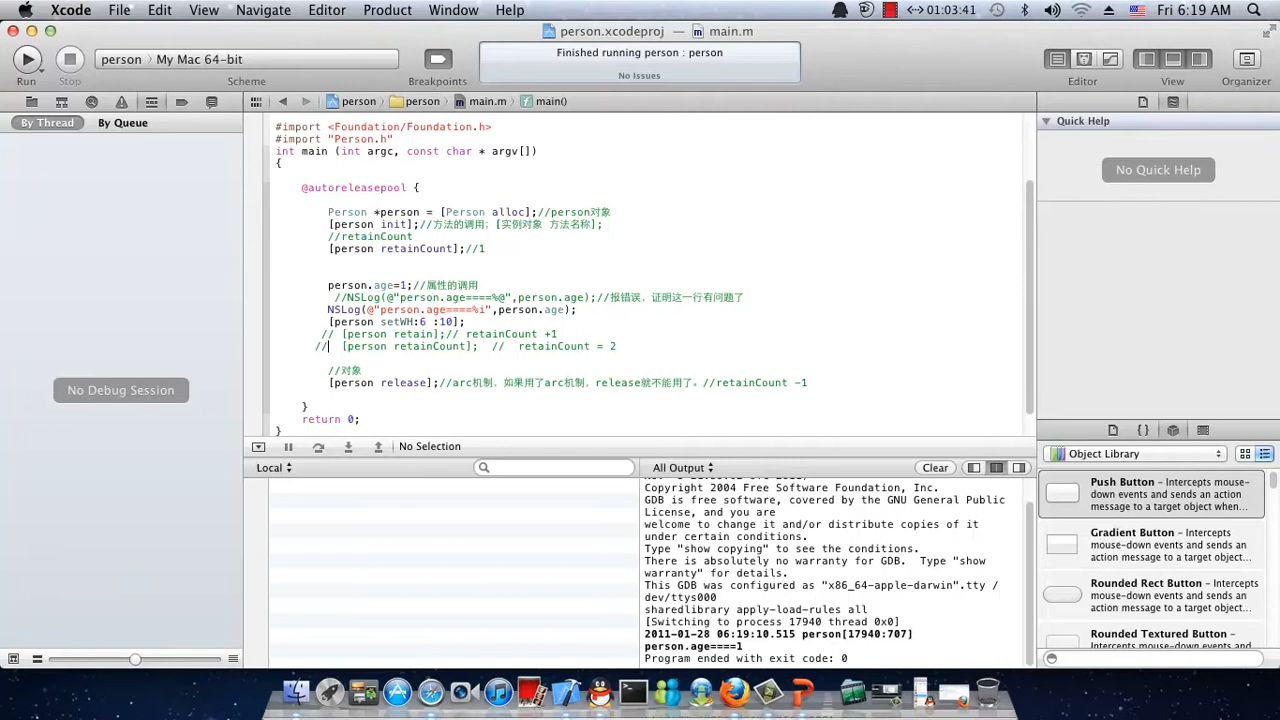 Xcode File Edit View Navigate Editor Product Window Help 01:03:41 Fri 6:19 AM
person.xcodeproj — main.m
person > My Mac 64-bit
Finished running person : person
No Issues
Run Stop Scheme Breakpoints Editor View Organizer
person > person > main.m > main()
Quick Help
By Thread By Queue
No Quick Help
#import <Foundation/Foundation.h>
#import "Person.h"
int main (int argc, const char * argv[])
{
@autoreleasepool {
Person *person = [Person alloc];//person对象
[person init];//方法的调用: [实例对象 方法名称];
//retainCount
[person retainCount];//1
person.age=1;//属性的调用
//NSLog(@"person.age====%@",person.age);//报错误，证明这一行有问题了
NSLog(@"person.age====%i",person.age);
[person setWH:6 :10];
// [person retain];// retainCount +1
// [person retainCount]; // retainCount = 2
//对象
[person release];//arc机制，如果用了arc机制，release就不能用了。//retainCount -1
}
return 0;
}
No Debug Session
No Selection
Local
All Output Clear
Copyright 2004 Free Software Foundation, Inc.
GDB is free software, covered by the GNU General Public
License, and you are
welcome to change it and/or distribute copies of it
under certain conditions.
Type "show copying" to see the conditions.
There is absolutely no warranty for GDB. Type "show
warranty" for details.
This GDB was configured as "x86_64-apple-darwin".tty /
dev/ttys000
sharedlibrary apply-load-rules all
[Switching to process 17940 thread 0x0]
2011-01-28 06:19:10.515 person[17940:707]
person.age====1
Program ended with exit code: 0
Object Library
Push Button – Intercepts mouse-
down events and sends an action
message to a target object when...
Gradient Button – Intercepts
mouse-down events and sends an
action message to a target object...
Rounded Rect Button – Intercepts
mouse-down events and sends an
action message to a target object...
Rounded Textured Button –
Intercepts mouse-down events and